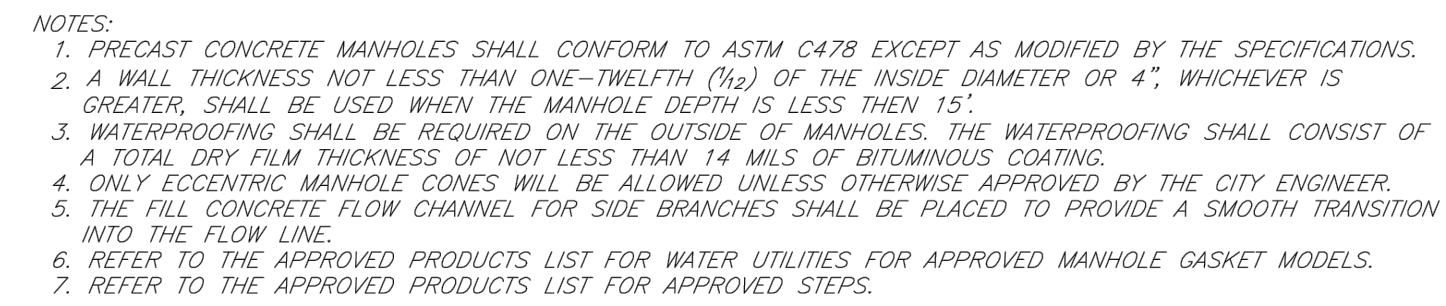 NOTES:
1. PRECAST CONCRETE MANHOLES SHALL CONFORM TO ASTM C478 EXCEPT AS MODIFIED BY THE SPECIFICATIONS.
2. A WALL THICKNESS NOT LESS THAN ONE-TWELFTH (1/12) OF THE INSIDE DIAMETER OR 4", WHICHEVER IS
GREATER, SHALL BE USED WHEN THE MANHOLE DEPTH IS LESS THEN 15'.
3. WATERPROOFING SHALL BE REQUIRED ON THE OUTSIDE OF MANHOLES. THE WATERPROOFING SHALL CONSIST OF
A TOTAL DRY FILM THICKNESS OF NOT LESS THAN 14 MILS OF BITUMINOUS COATING.
4. ONLY ECCENTRIC MANHOLE CONES WILL BE ALLOWED UNLESS OTHERWISE APPROVED BY THE CITY ENGINEER.
5. THE FILL CONCRETE FLOW CHANNEL FOR SIDE BRANCHES SHALL BE PLACED TO PROVIDE A SMOOTH TRANSITION
INTO THE FLOW LINE.
6. REFER TO THE APPROVED PRODUCTS LIST FOR WATER UTILITIES FOR APPROVED MANHOLE GASKET MODELS.
7. REFER TO THE APPROVED PRODUCTS LIST FOR APPROVED STEPS.